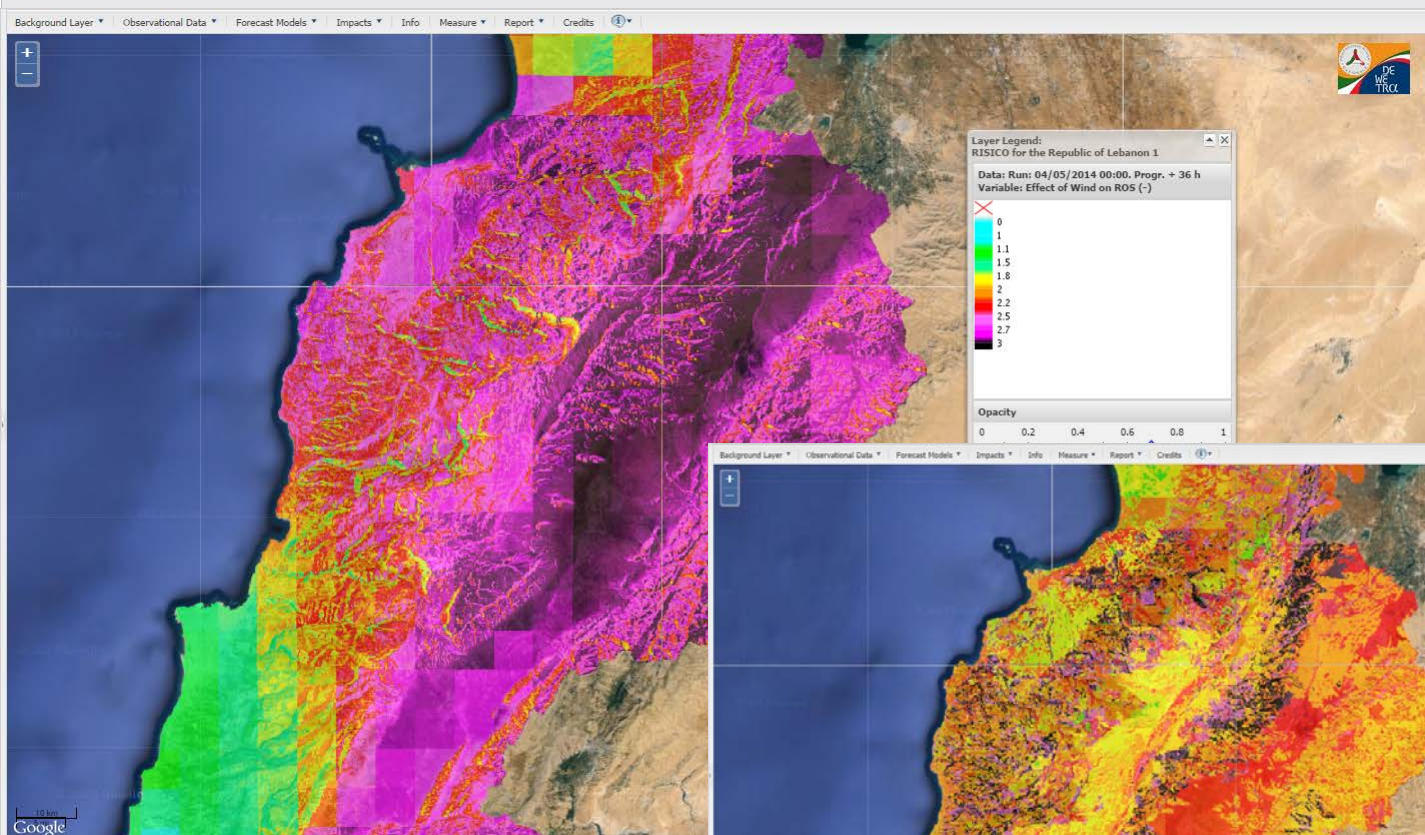 Background Layer Observational Data Forecast Models Impacts Info Measure Report Credits i
+
−
DE
WE
TRA
Layer Legend:
RISICO for the Republic of Lebanon 1
Data: Run: 04/05/2014 00:00. Progr. + 36 h
Variable: Effect of Wind on ROS (-)
0
1
1.1
1.5
1.8
2
2.2
2.5
2.7
3
Opacity
0 0.2 0.4 0.6 0.8 1
Background Layer Observational Data Forecast Models Impacts Info Measure Report Credits i
+
−
10 km
Google